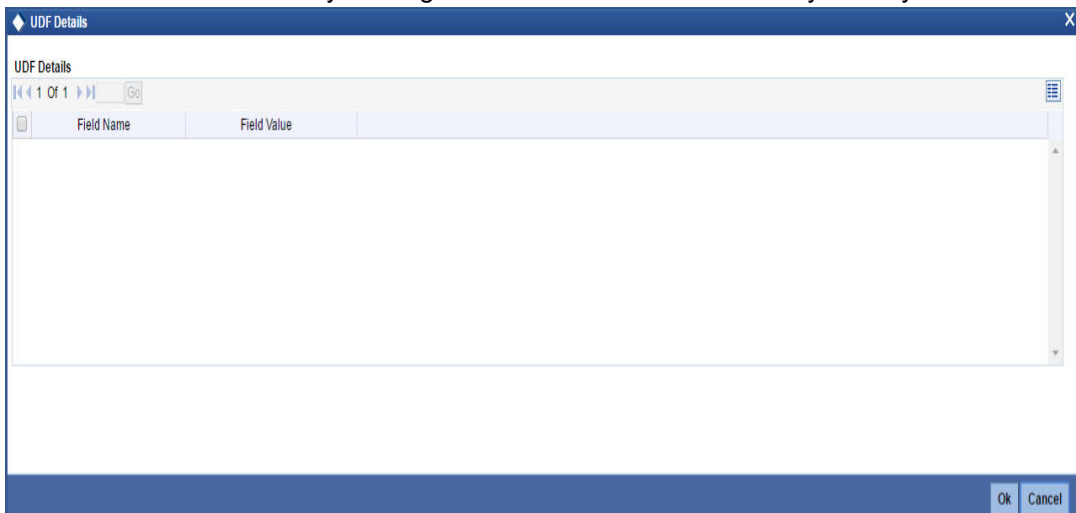 UDF Details X
UDF Details
1 Of 1 Go
Field Name Field Value
Ok Cancel